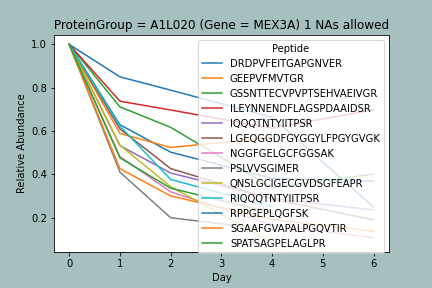 ProteinGroup = A1L020 (Gene = MEX3A) 1 NAs allowed
Relative Abundance
1.0
0.8
0.6
0.4
0.2
0
1
2
3
4
5
6
Day
Peptide
DRDPVFEITGAPGNVER
GEEPVFMVTGR
GSSNTTECVPVPTSEHVAEIVGR
ILEYNNENDFLAGSPDAAIDSR
IQQQTNTYIITPSR
LGEQGGDFGYGGYLFPGYGVGK
NGGFGELGCFGGSAK
PSLVVSGIMER
QNSLGCIGECGVDSGFEAPR
RIQQQTNTYIITPSR
RPPGEPLQGFSK
SGAAFGVAPALPGQVTIR
SPATSAGPELAGLPR